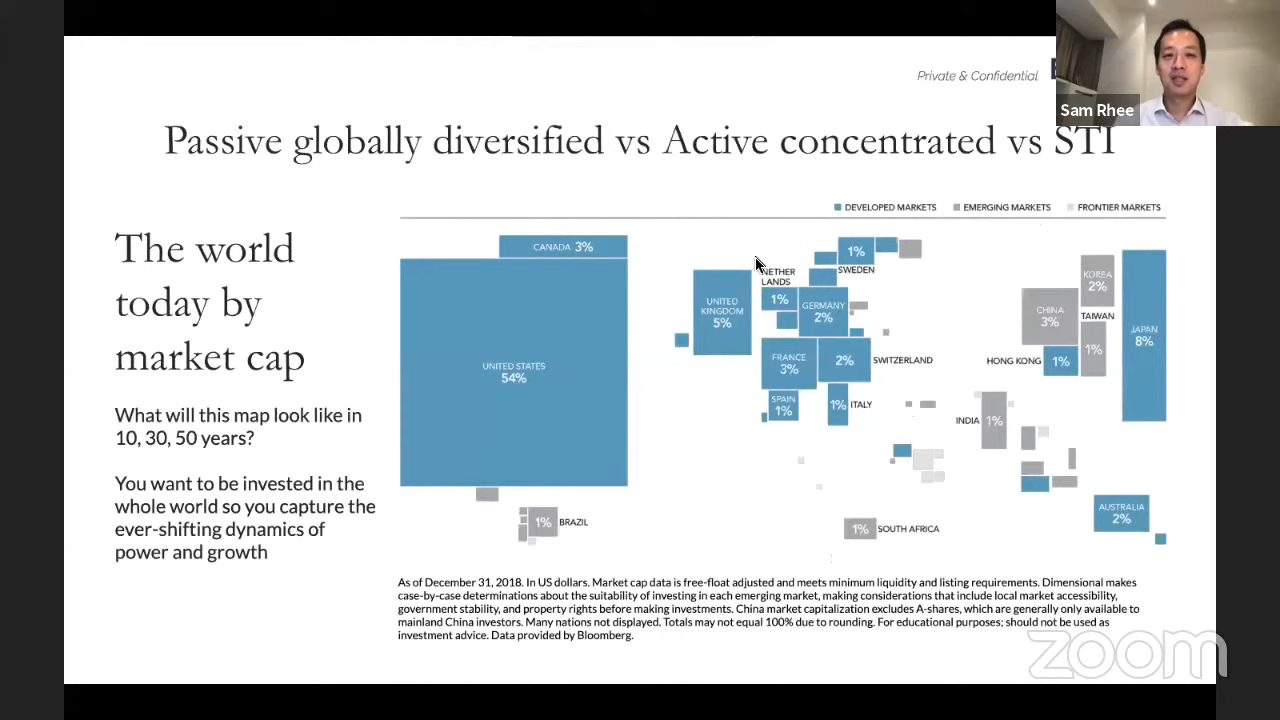 Private & Confidential
Sam Rhee
Passive globally diversified vs Active concentrated vs STI
The world
today by
market cap
What will this map look like in
10, 30, 50 years?
You want to be invested in the
whole world so you capture the
ever-shifting dynamics of
power and growth
DEVELOPED MARKETS
EMERGING MARKETS
FRONTIER MARKETS
CANADA 3%
UNITED STATES
54%
1% BRAZIL
UNITED
KINGDOM
5%
NETHER
LANDS
1%
1%
SWEDEN
GERMANY
2%
FRANCE
3%
2% SWITZERLAND
SPAIN
1%
1% ITALY
1% SOUTH AFRICA
INDIA 1%
CHINA
3%
HONG KONG 1%
KOREA
2%
TAIWAN
1%
JAPAN
8%
AUSTRALIA
2%
As of December 31, 2018. In US dollars. Market cap data is free-float adjusted and meets minimum liquidity and listing requirements. Dimensional makes
case-by-case determinations about the suitability of investing in each emerging market, making considerations that include local market accessibility,
government stability, and property rights before making investments. China market capitalization excludes A-shares, which are generally only available to
mainland China investors. Many nations not displayed. Totals may not equal 100% due to rounding. For educational purposes; should not be used as
investment advice. Data provided by Bloomberg.
zoom